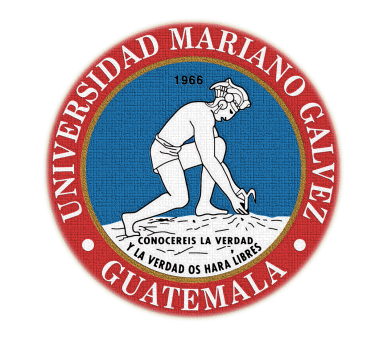 UNIVERSIDAD MARIANO GALVEZ
1966
CONOCEREIS LA VERDAD
Y LA VERDAD OS HARA LIBRES
GUATEMALA